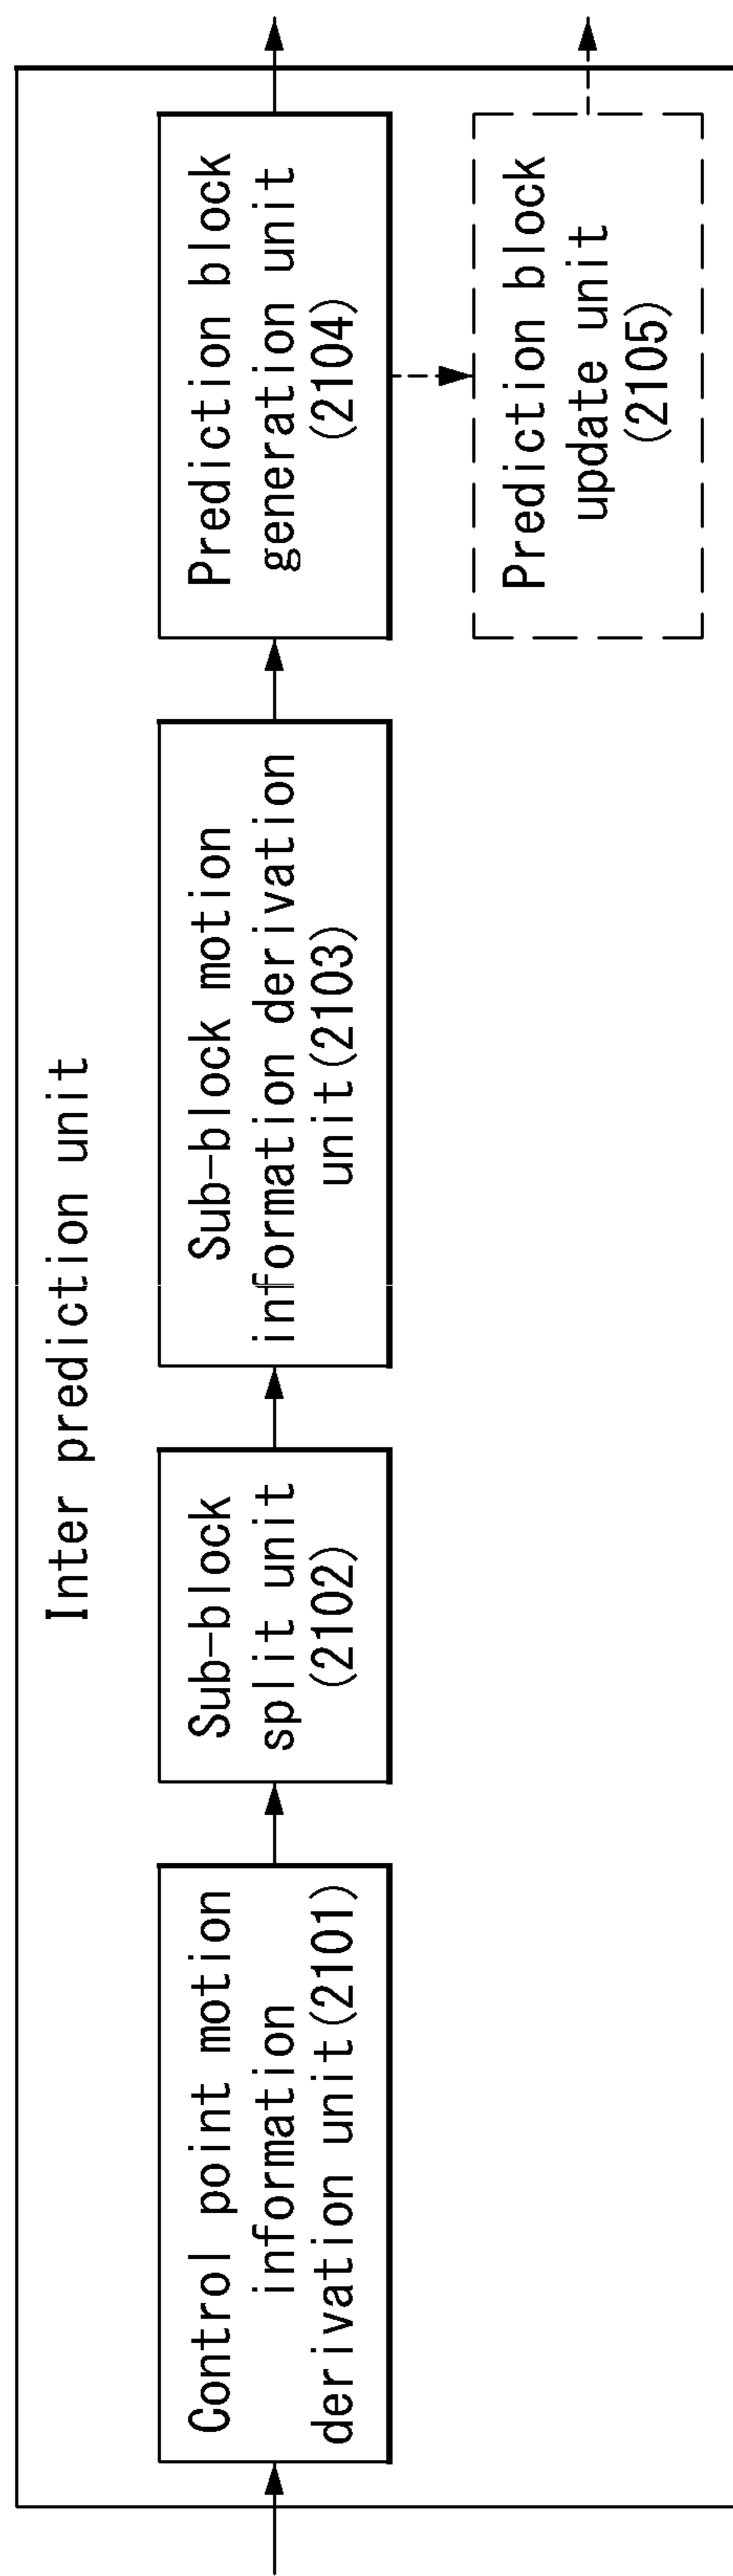 Inter prediction unit
Control point motion
information
derivation unit(2101)
Sub-block
split unit
(2102)
Sub-block motion
information derivation
unit(2103)
Prediction block
generation unit
(2104)
Prediction block
update unit
(2105)